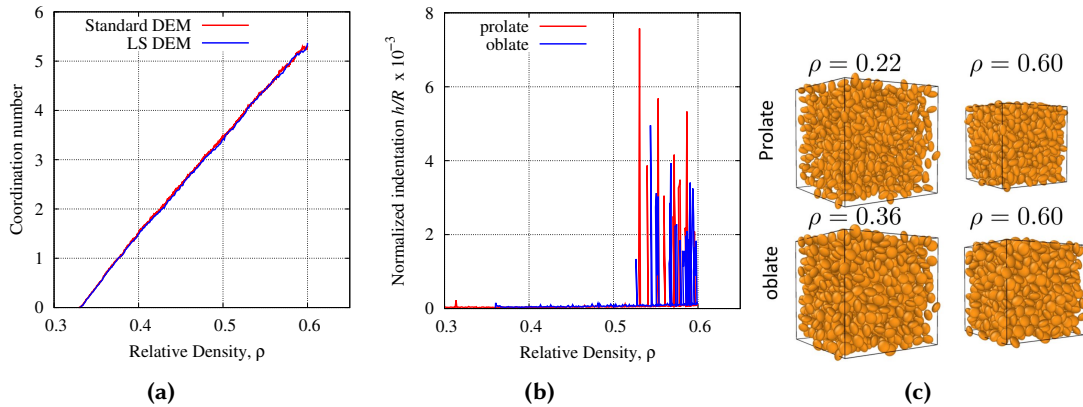 Standard DEM
LS DEM
6
5
4
3
2
1
0
0.3 0.4 0.5 0.6
Coordination number
Relative Density, ρ
(a)
prolate
oblate
8
6
4
2
0
0.3 0.4 0.5 0.6
Normalized indentation h/R x 10⁻³
Relative Density, ρ
(b)
ρ = 0.22 ρ = 0.60
Prolate
ρ = 0.36 ρ = 0.60
oblate
(c)